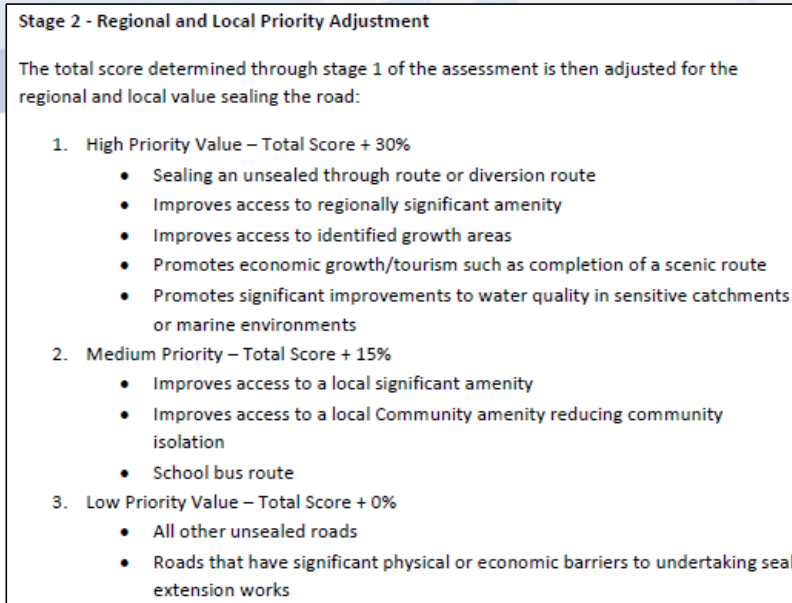 Stage 2 - Regional and Local Priority Adjustment
The total score determined through stage 1 of the assessment is then adjusted for the
regional and local value sealing the road:
1. High Priority Value – Total Score + 30%
• Sealing an unsealed through route or diversion route
• Improves access to regionally significant amenity
• Improves access to identified growth areas
• Promotes economic growth/tourism such as completion of a scenic route
• Promotes significant improvements to water quality in sensitive catchments
or marine environments
2. Medium Priority – Total Score + 15%
• Improves access to a local significant amenity
• Improves access to a local Community amenity reducing community
isolation
• School bus route
3. Low Priority Value – Total Score + 0%
• All other unsealed roads
• Roads that have significant physical or economic barriers to undertaking seal
extension works